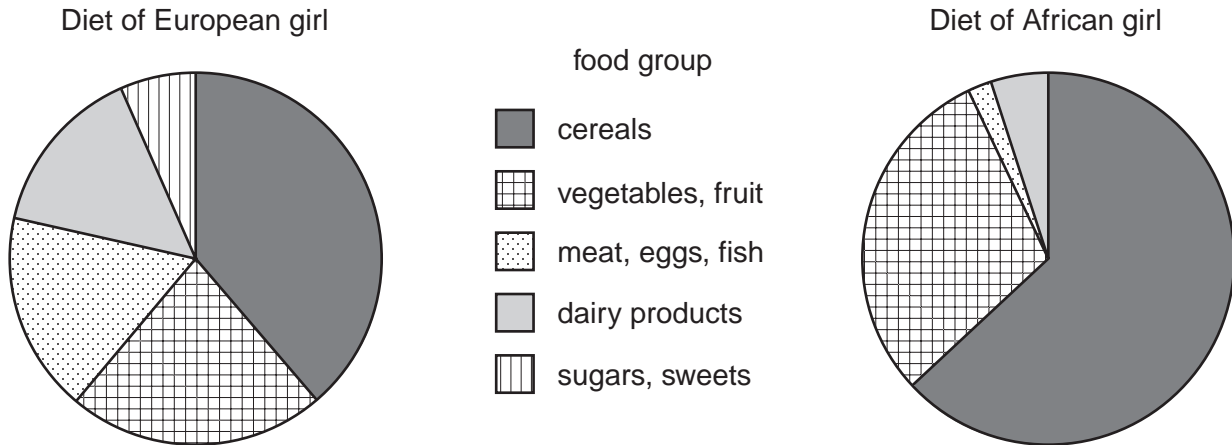 Diet of European girl
Diet of African girl
food group
cereals
vegetables, fruit
meat, eggs, fish
dairy products
sugars, sweets